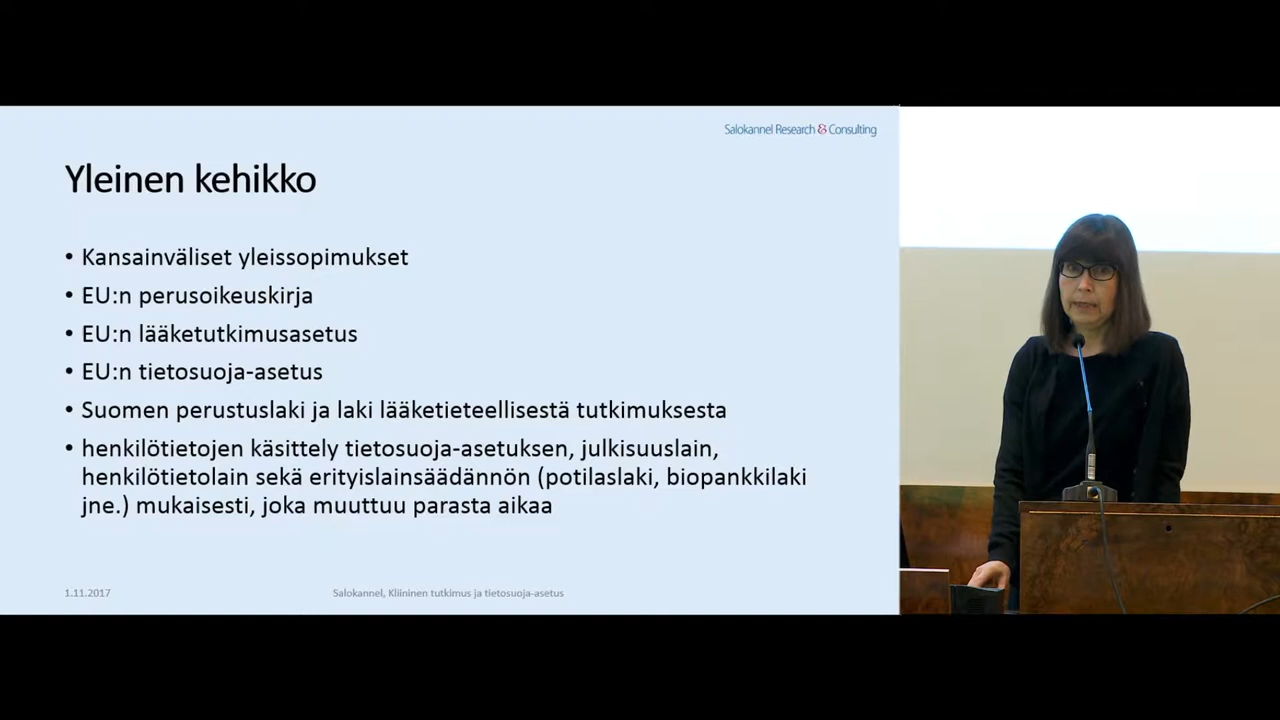 Salokannel Research & Consulting
Yleinen kehikko
• Kansainväliset yleissopimukset
• EU:n perusoikeuskirja
• EU:n lääketutkimusasetus
• EU:n tietosuoja-asetus
• Suomen perustuslaki ja laki lääketieteellisestä tutkimuksesta
• henkilötietojen käsittely tietosuoja-asetuksen, julkisuuslain,
henkilötietolain sekä erityislainsäädännön (potilaslaki, biopankkilaki
jne.) mukaisesti, joka muuttuu parasta aikaa
1.11.2017
Salokannel, Kliininen tutkimus ja tietosuoja-asetus